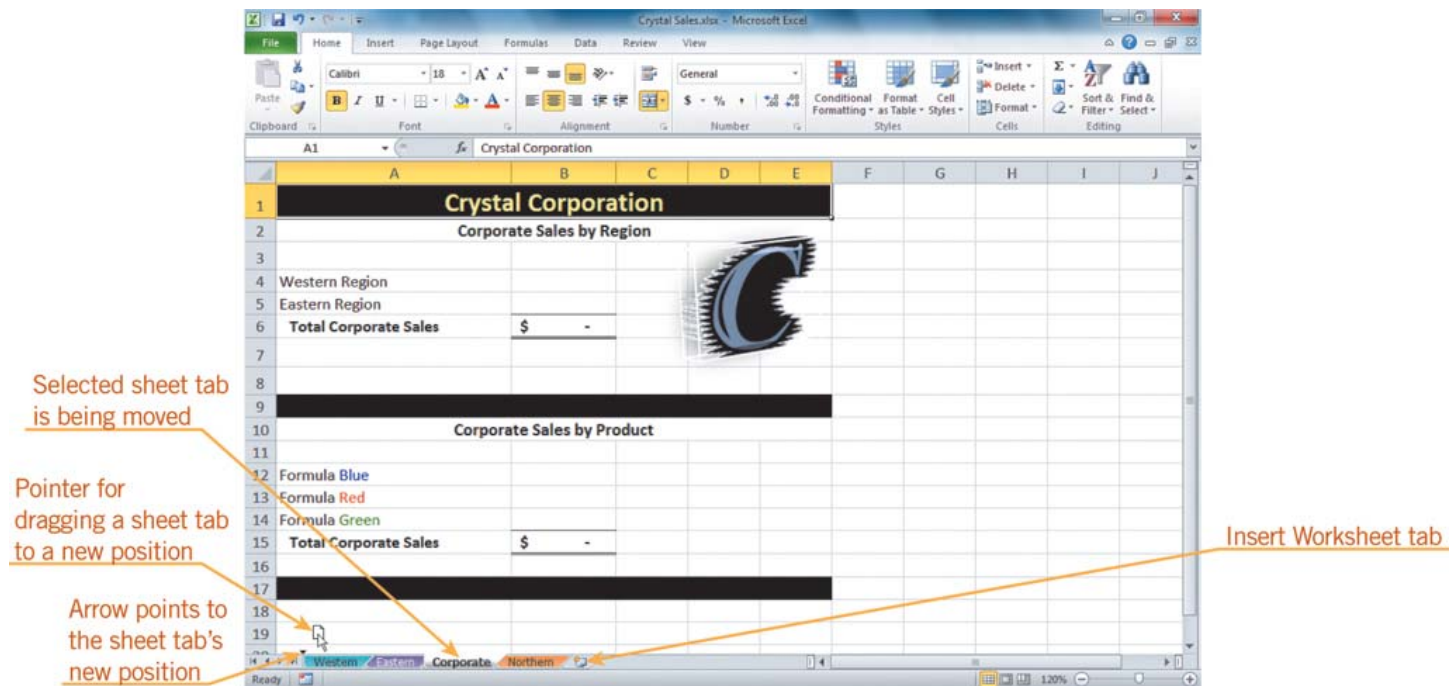 Crystal Sales.xlsx - Microsoft Excel
File Home Insert Page Layout Formulas Data Review View
Calibri 18 A A General Insert Σ
Paste B I U A $ % , Conditional Formatting Format as Table Cell Styles Delete Format Sort & Filter Find & Select
Clipboard Font Alignment Number Styles Cells Editing
A1 fx Crystal Corporation
A B C D E F G H I J
1 Crystal Corporation
2 Corporate Sales by Region
3
4 Western Region
5 Eastern Region
6 Total Corporate Sales $ -
7
8
9
10 Corporate Sales by Product
11
12 Formula Blue
13 Formula Red
14 Formula Green
15 Total Corporate Sales $ -
16
17
18
19
20
Western Eastern Corporate Northern
Ready 120%
C
Selected sheet tab
is being moved
Pointer for
dragging a sheet tab
to a new position
Arrow points to
the sheet tab's
new position
Insert Worksheet tab